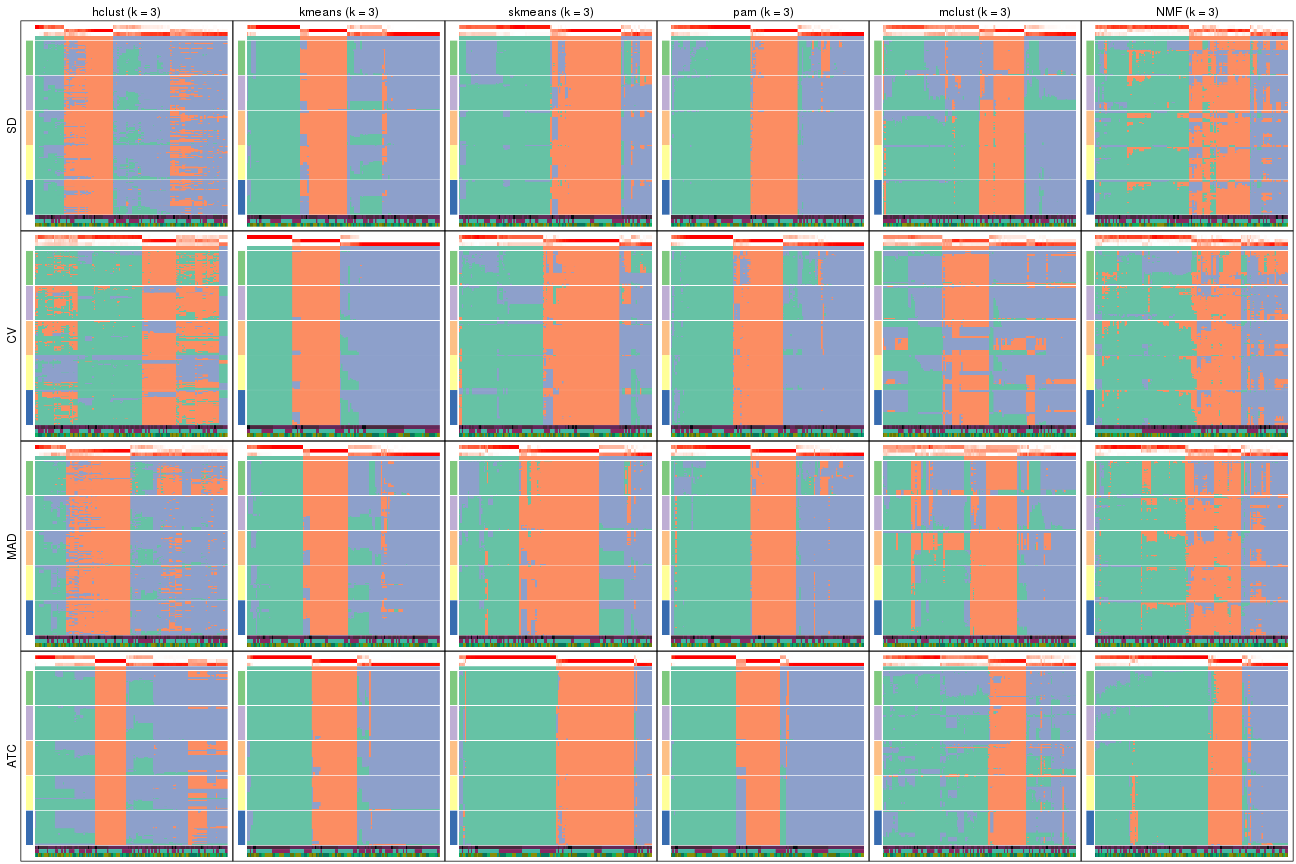 hclust (k = 3)
kmeans (k = 3)
skmeans (k = 3)
pam (k = 3)
mclust (k = 3)
NMF (k = 3)
SD
CV
MAD
ATC